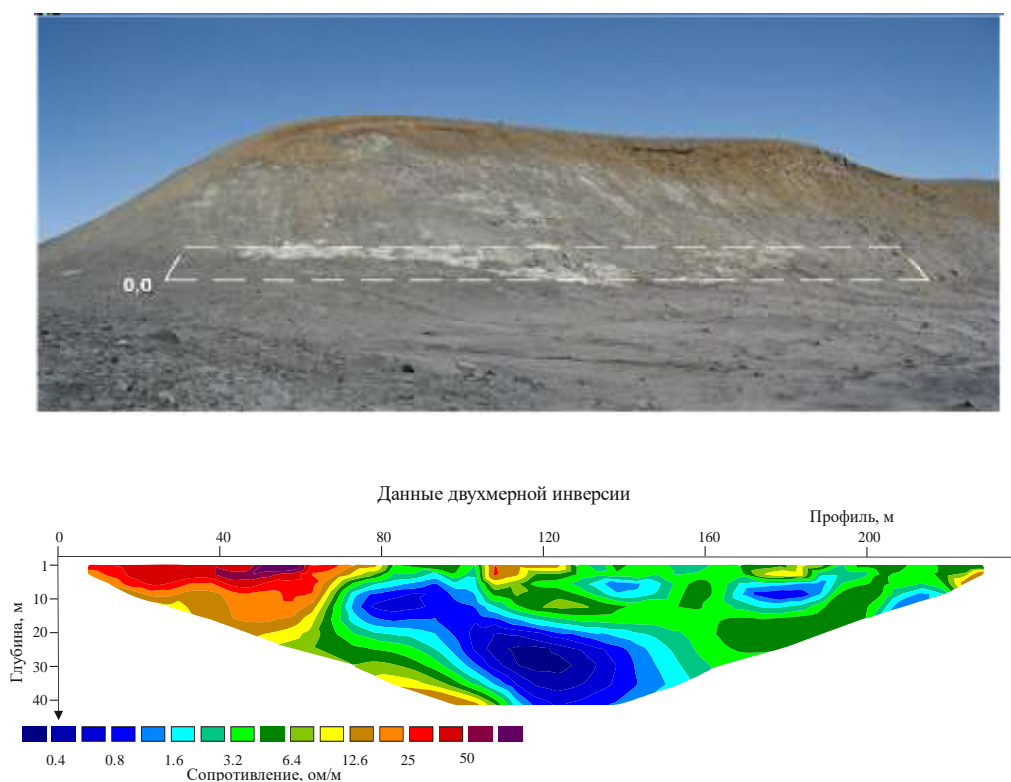 0,0
Данные двухмерной инверсии
Профиль, м
0 40 80 120 160 200
Глубина, м
1
10
20
30
40
0.4 0.8 1.6 3.2 6.4 12.6 25 50
Сопротивление, ом/м